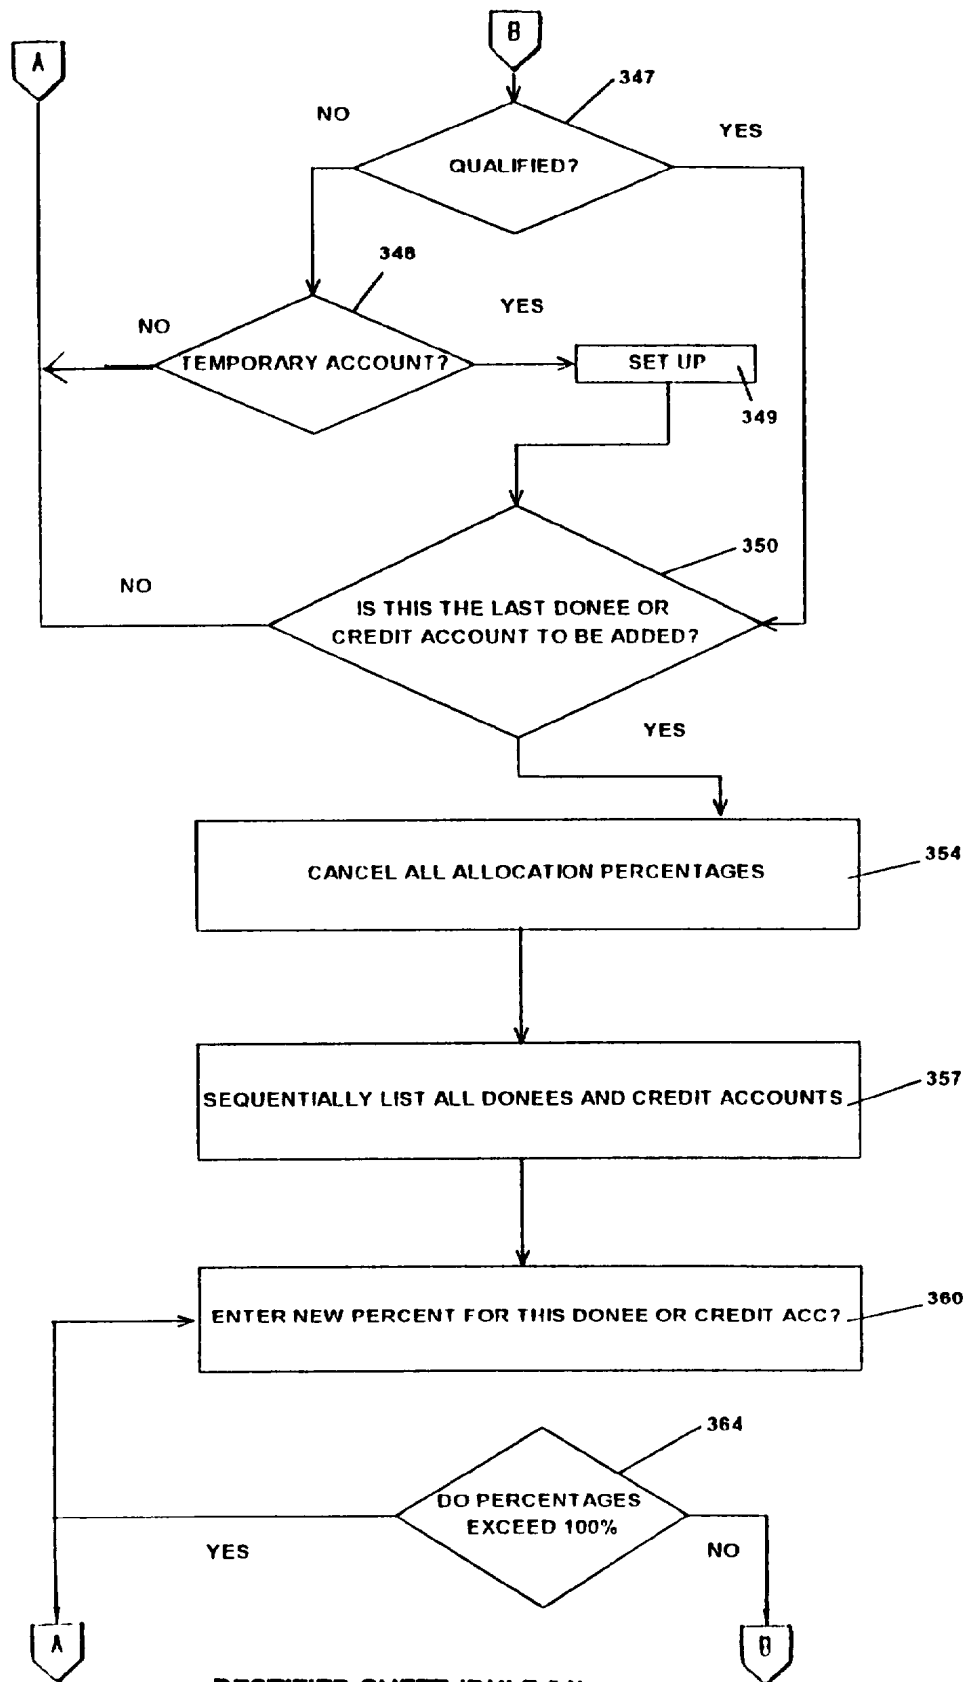 B
A
347
NO
YES
QUALIFIED?
348
YES
NO
TEMPORARY ACCOUNT?
SET UP
349
350
NO
IS THIS THE LAST DONEE OR
CREDIT ACCOUNT TO BE ADDED?
YES
354
CANCEL ALL ALLOCATION PERCENTAGES
357
SEQUENTIALLY LIST ALL DONEES AND CREDIT ACCOUNTS
360
ENTER NEW PERCENT FOR THIS DONEE OR CREDIT ACC?
364
DO PERCENTAGES
EXCEED 100%
YES
NO
A